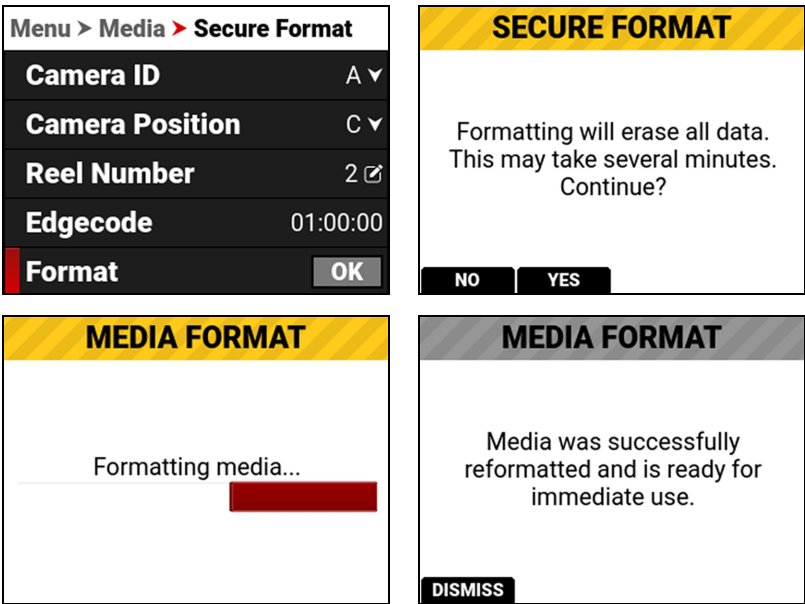 Menu > Media > Secure Format
Camera ID A
Camera Position C
Reel Number 2
Edgecode 01:00:00
Format OK
SECURE FORMAT
Formatting will erase all data.
This may take several minutes.
Continue?
NO YES
MEDIA FORMAT
Formatting media...
MEDIA FORMAT
Media was successfully
reformatted and is ready for
immediate use.
DISMISS